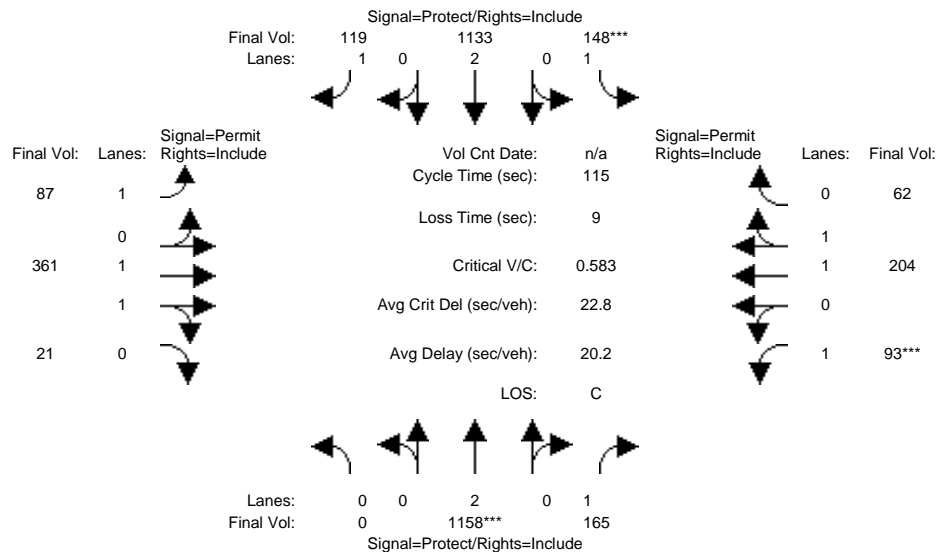 Signal=Protect/Rights=Include
Final Vol: 119 1133 148***
Lanes: 1 0 2 0 1
Signal=Permit Signal=Permit
Final Vol: Lanes: Rights=Include Vol Cnt Date: n/a Rights=Include Lanes: Final Vol:
Cycle Time (sec): 115
87 1 0 62
Loss Time (sec): 9
0 1
361 1 Critical V/C: 0.583 1 204
1 Avg Crit Del (sec/veh): 22.8 0
21 0 Avg Delay (sec/veh): 20.2 1 93***
LOS: C
Lanes: 0 0 2 0 1
Final Vol: 0 1158*** 165
Signal=Protect/Rights=Include